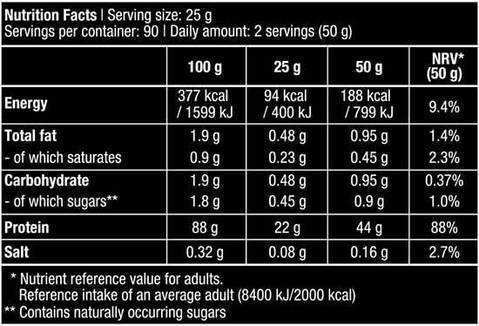 Nutrition Facts | Serving size: 25 g
Servings per container: 90 | Daily amount: 2 servings (50 g)
100 g 25 g 50 g NRV* (50 g)
Energy 377 kcal / 1599 kJ 94 kcal / 400 kJ 188 kcal / 799 kJ 9.4%
Total fat 1.9 g 0.48 g 0.95 g 1.4%
- of which saturates 0.9 g 0.23 g 0.45 g 2.3%
Carbohydrate 1.9 g 0.48 g 0.95 g 0.37%
- of which sugars** 1.8 g 0.45 g 0.9 g 1.0%
Protein 88 g 22 g 44 g 88%
Salt 0.32 g 0.08 g 0.16 g 2.7%
* Nutrient reference value for adults.
Reference intake of an average adult (8400 kJ/2000 kcal)
** Contains naturally occurring sugars